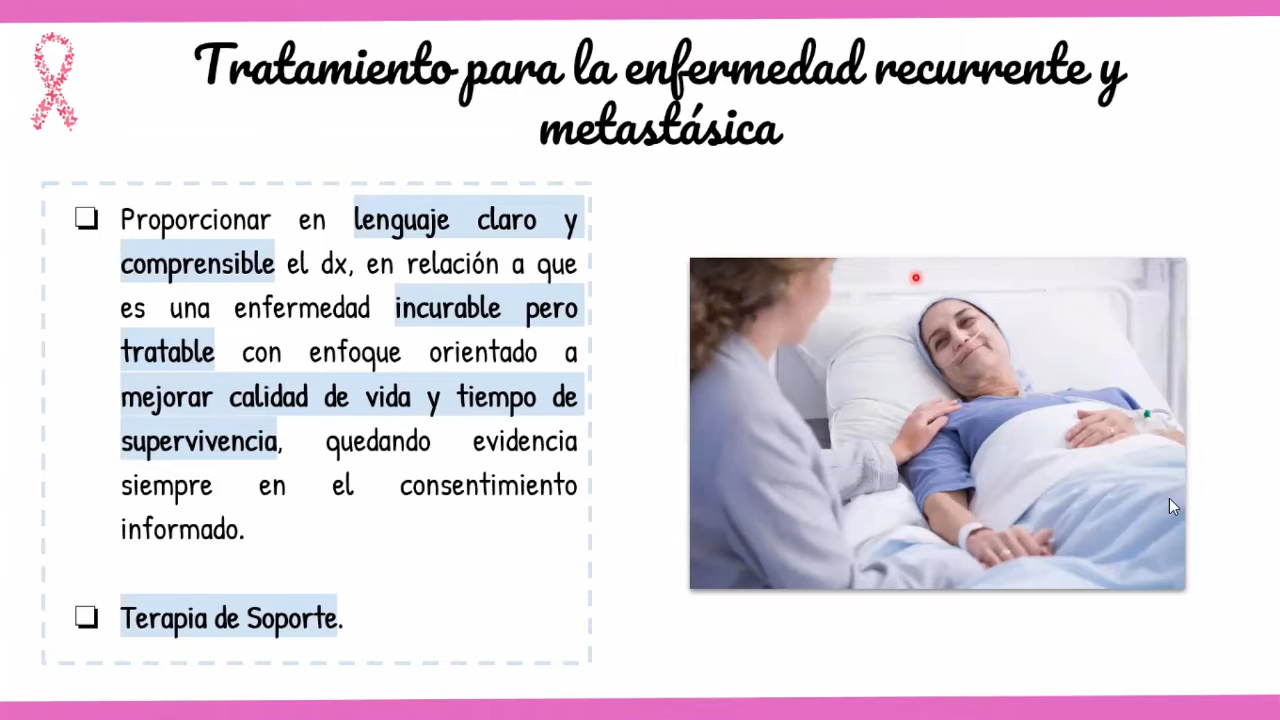 Tratamiento para la enfermedad recurrente y
metastásica
Proporcionar en lenguaje claro y
comprensible el dx, en relación a que
es una enfermedad incurable pero
tratable con enfoque orientado a
mejorar calidad de vida y tiempo de
supervivencia, quedando evidencia
siempre en el consentimiento
informado.
Terapia de Soporte.